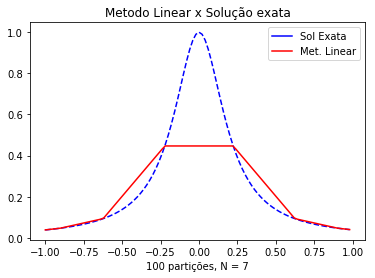 Metodo Linear x Solução exata
Sol Exata
Met. Linear
1.0
0.8
0.6
0.4
0.2
0.0
−1.00 −0.75 −0.50 −0.25 0.00 0.25 0.50 0.75 1.00
100 partições, N = 7